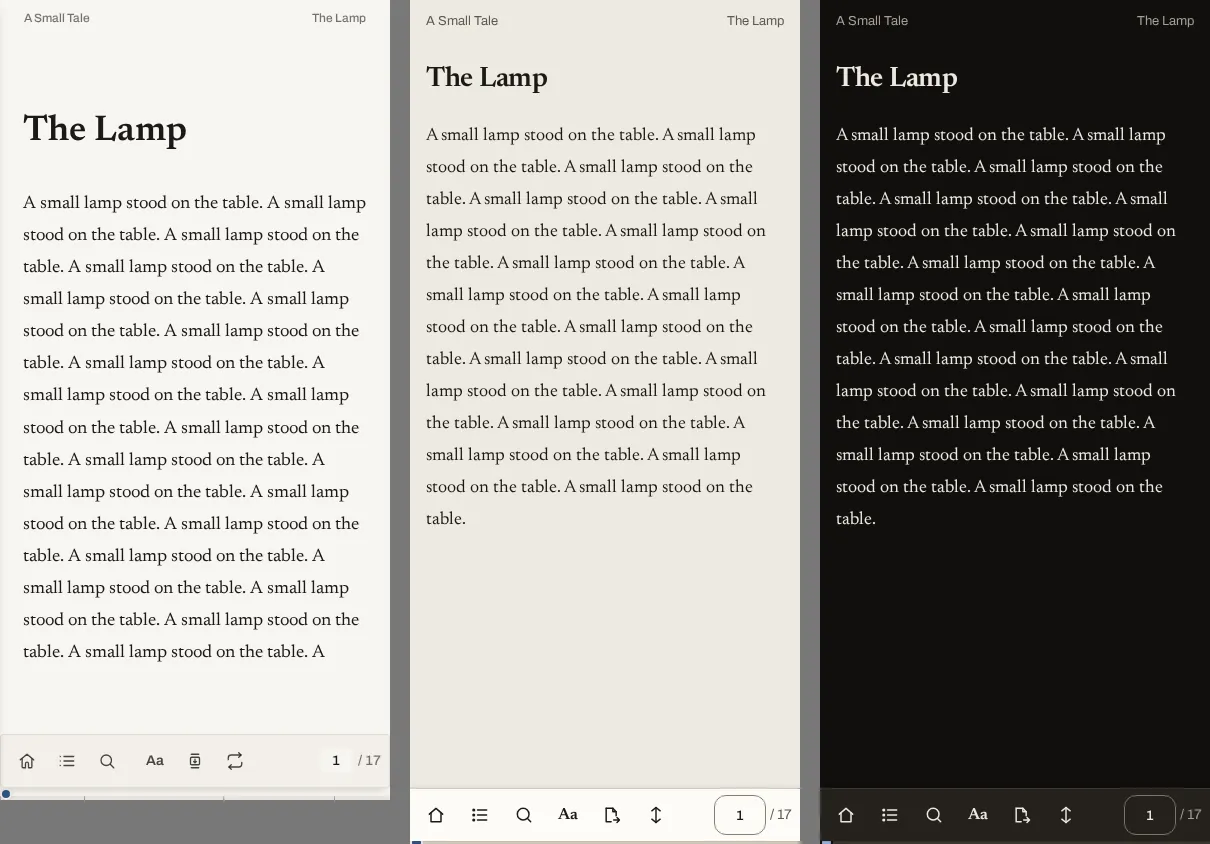 A Small Tale
The Lamp
The Lamp
A small lamp stood on the table. A small lamp
stood on the table. A small lamp stood on the
table. A small lamp stood on the table. A
small lamp stood on the table. A small lamp
stood on the table. A small lamp stood on the
table. A small lamp stood on the table. A
small lamp stood on the table. A small lamp
stood on the table. A small lamp stood on the
table. A small lamp stood on the table. A
small lamp stood on the table. A small lamp
stood on the table. A small lamp stood on the
table. A small lamp stood on the table. A
small lamp stood on the table. A small lamp
stood on the table. A small lamp stood on the
table. A small lamp stood on the table. A
Aa
1 / 17
A Small Tale
The Lamp
The Lamp
A small lamp stood on the table. A small lamp
stood on the table. A small lamp stood on the
table. A small lamp stood on the table. A small
lamp stood on the table. A small lamp stood on
the table. A small lamp stood on the table. A
small lamp stood on the table. A small lamp
stood on the table. A small lamp stood on the
table. A small lamp stood on the table. A small
lamp stood on the table. A small lamp stood on
the table. A small lamp stood on the table. A
small lamp stood on the table. A small lamp
stood on the table. A small lamp stood on the
table.
Aa
1 / 17
A Small Tale
The Lamp
The Lamp
A small lamp stood on the table. A small lamp
stood on the table. A small lamp stood on the
table. A small lamp stood on the table. A small
lamp stood on the table. A small lamp stood on
the table. A small lamp stood on the table. A
small lamp stood on the table. A small lamp
stood on the table. A small lamp stood on the
table. A small lamp stood on the table. A small
lamp stood on the table. A small lamp stood on
the table. A small lamp stood on the table. A
small lamp stood on the table. A small lamp
stood on the table. A small lamp stood on the
table.
Aa
1 / 17